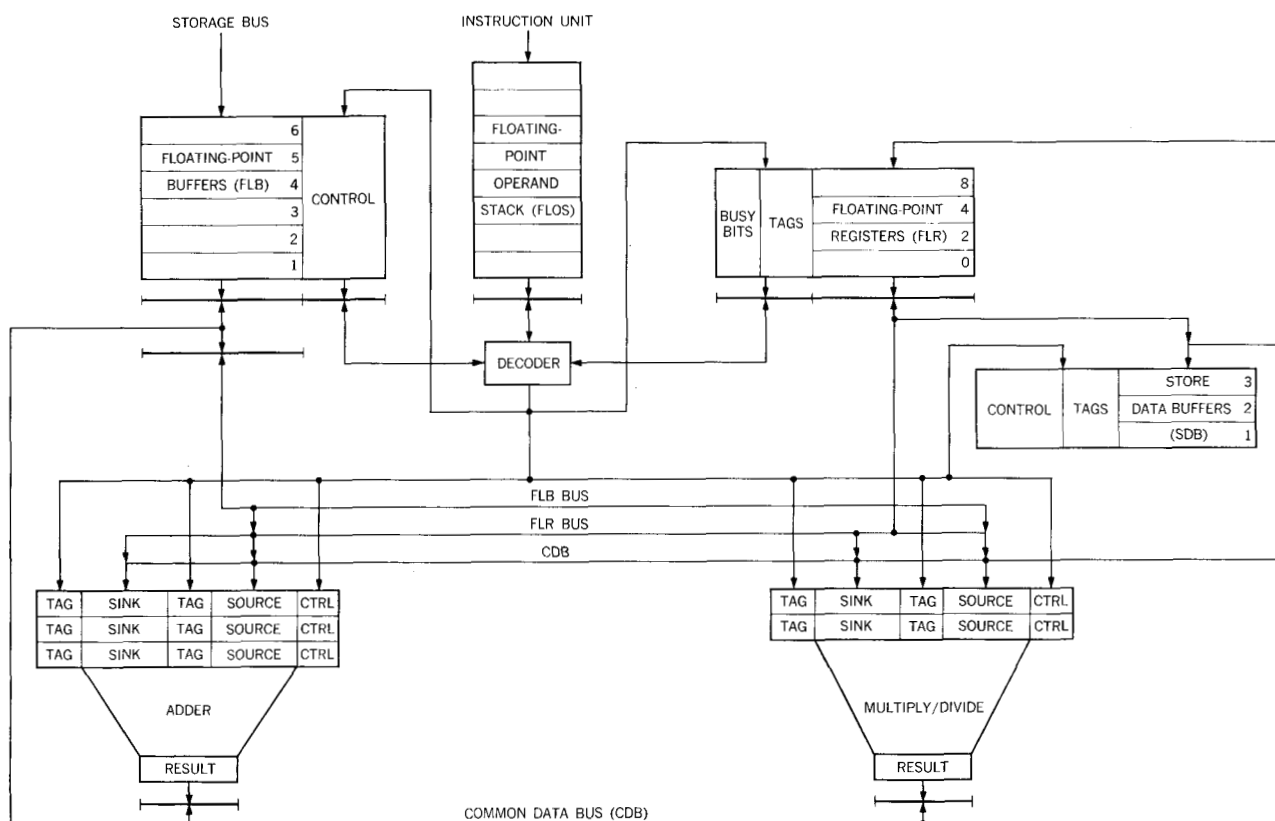 STORAGE BUS
INSTRUCTION UNIT
6
FLOATING-POINT 5
BUFFERS (FLB) 4
3
2
1
CONTROL
FLOATING-
POINT
OPERAND
STACK (FLOS)
BUSY
BITS
TAGS
8
FLOATING-POINT 4
REGISTERS (FLR) 2
0
DECODER
CONTROL
TAGS
STORE 3
DATA BUFFERS 2
(SDB) 1
FLB BUS
FLR BUS
CDB
TAG SINK TAG SOURCE CTRL
TAG SINK TAG SOURCE CTRL
TAG SINK TAG SOURCE CTRL
ADDER
RESULT
TAG SINK TAG SOURCE CTRL
TAG SINK TAG SOURCE CTRL
MULTIPLY/DIVIDE
RESULT
COMMON DATA BUS (CDB)